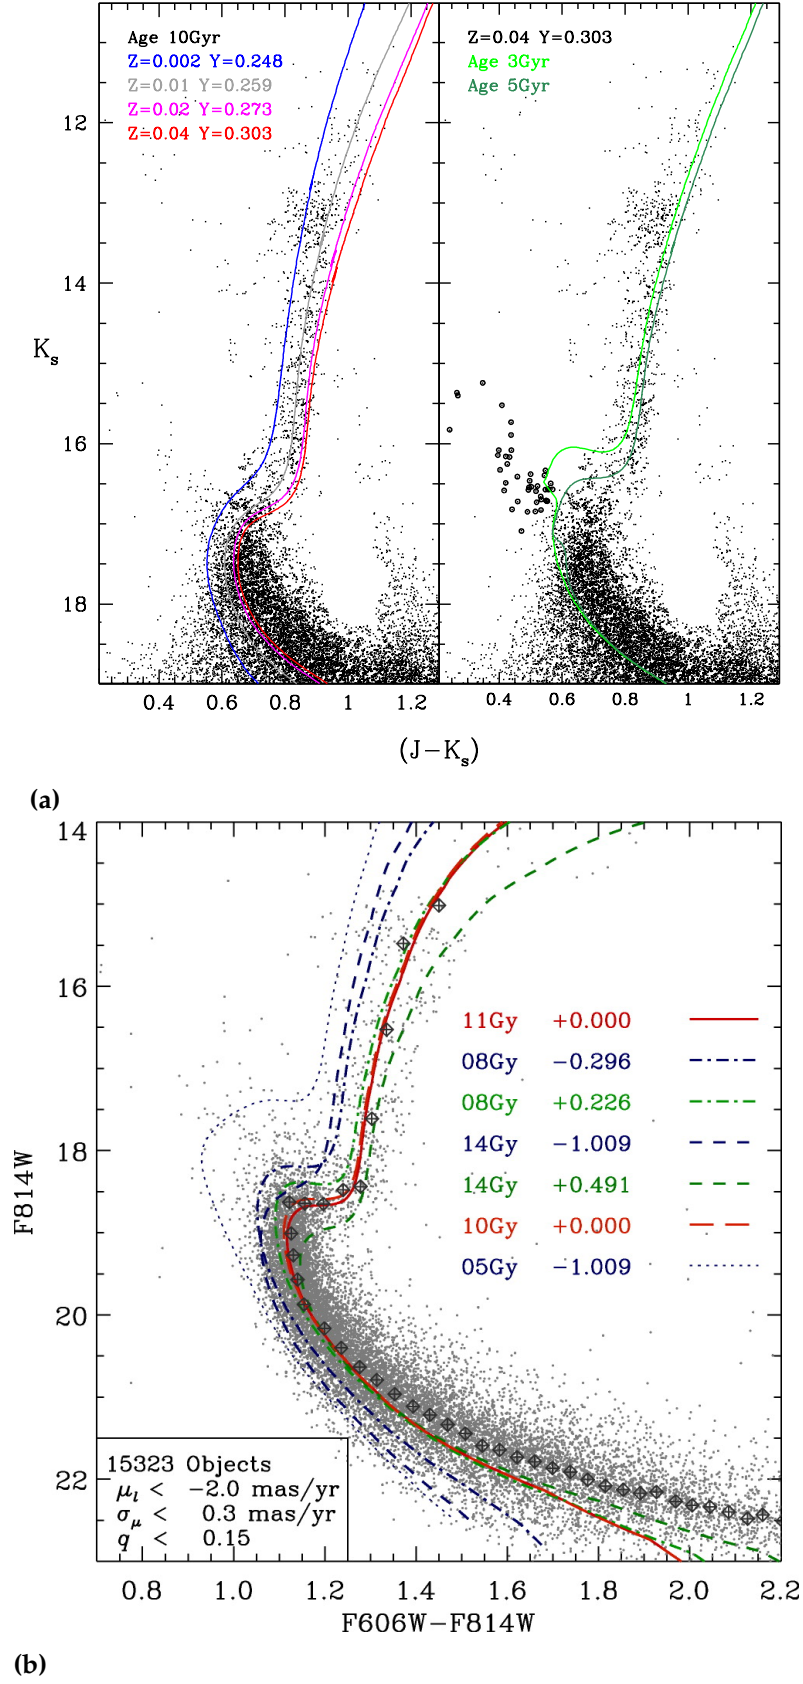 Age 10Gyr
Z=0.002 Y=0.248
Z=0.01 Y=0.259
Z=0.02 Y=0.273
Z=0.04 Y=0.303
Z=0.04 Y=0.303
Age 3Gyr
Age 5Gyr
12
14
16
18
Ks
0.4 0.6 0.8 1 1.2
0.4 0.6 0.8 1 1.2
(J−Ks)
(a)
14
16
18
20
22
F814W
11Gy +0.000
08Gy −0.296
08Gy +0.226
14Gy −1.009
14Gy +0.491
10Gy +0.000
05Gy −1.009
15323 Objects
μl < −2.0 mas/yr
σμ < 0.3 mas/yr
q < 0.15
0.8 1.0 1.2 1.4 1.6 1.8 2.0 2.2
F606W−F814W
(b)